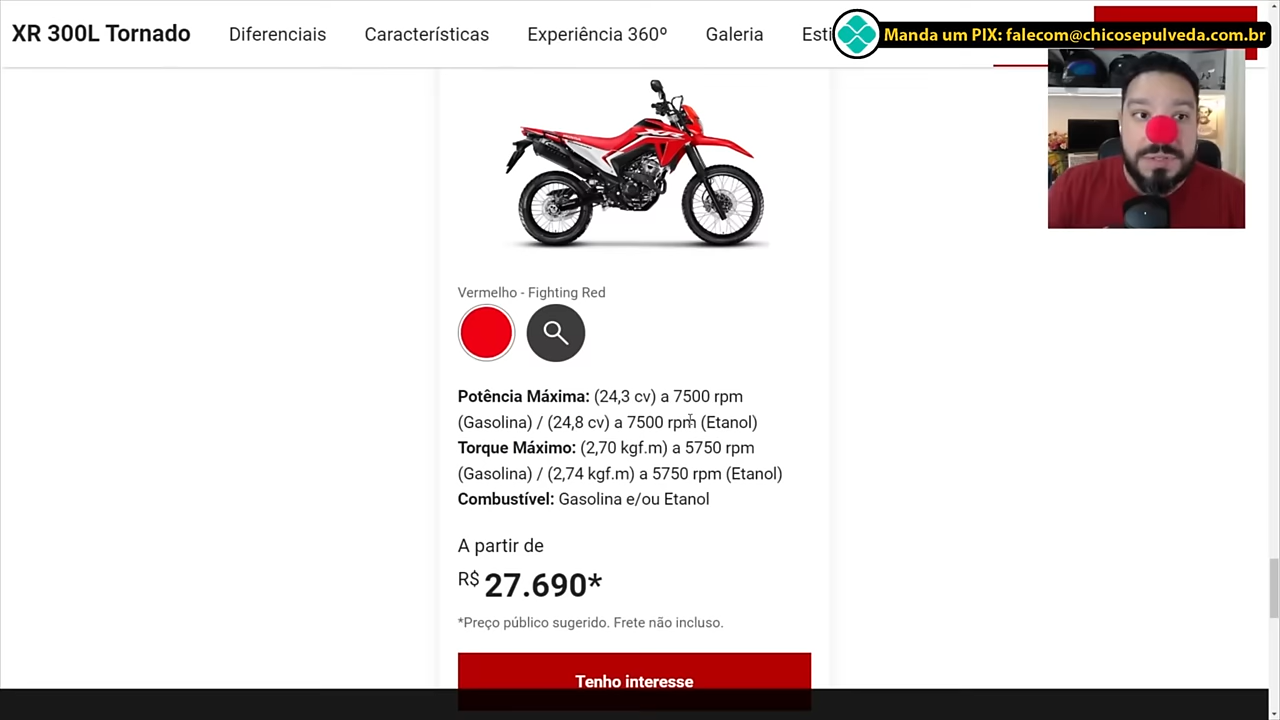 XR 300L Tornado
Diferenciais
Características
Experiência 360º
Galeria
Esti
Manda um PIX: falecom@chicosepulveda.com.br
XR
Vermelho - Fighting Red
Potência Máxima: (24,3 cv) a 7500 rpm
(Gasolina) / (24,8 cv) a 7500 rpm (Etanol)
Torque Máximo: (2,70 kgf.m) a 5750 rpm
(Gasolina) / (2,74 kgf.m) a 5750 rpm (Etanol)
Combustível: Gasolina e/ou Etanol
A partir de
R$ 27.690*
*Preço público sugerido. Frete não incluso.
Tenho interesse